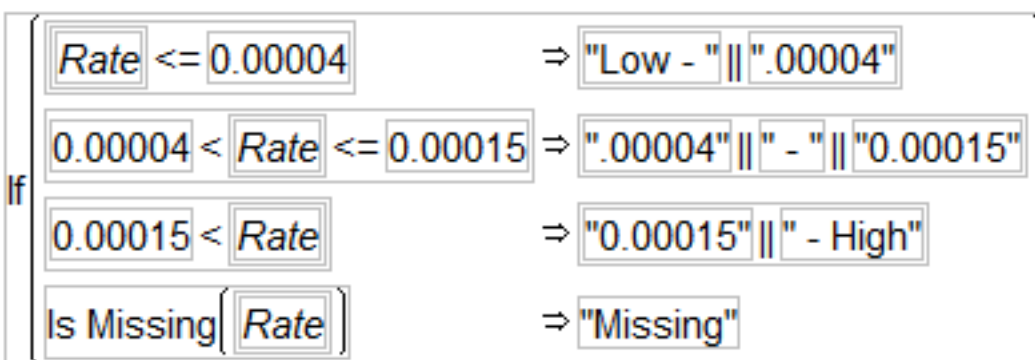 If
Rate <= 0.00004 ⇒ "Low - " || ".00004"
0.00004 < Rate <= 0.00015 ⇒ ".00004" || " - " || "0.00015"
0.00015 < Rate ⇒ "0.00015" || " - High"
Is Missing( Rate ) ⇒ "Missing"